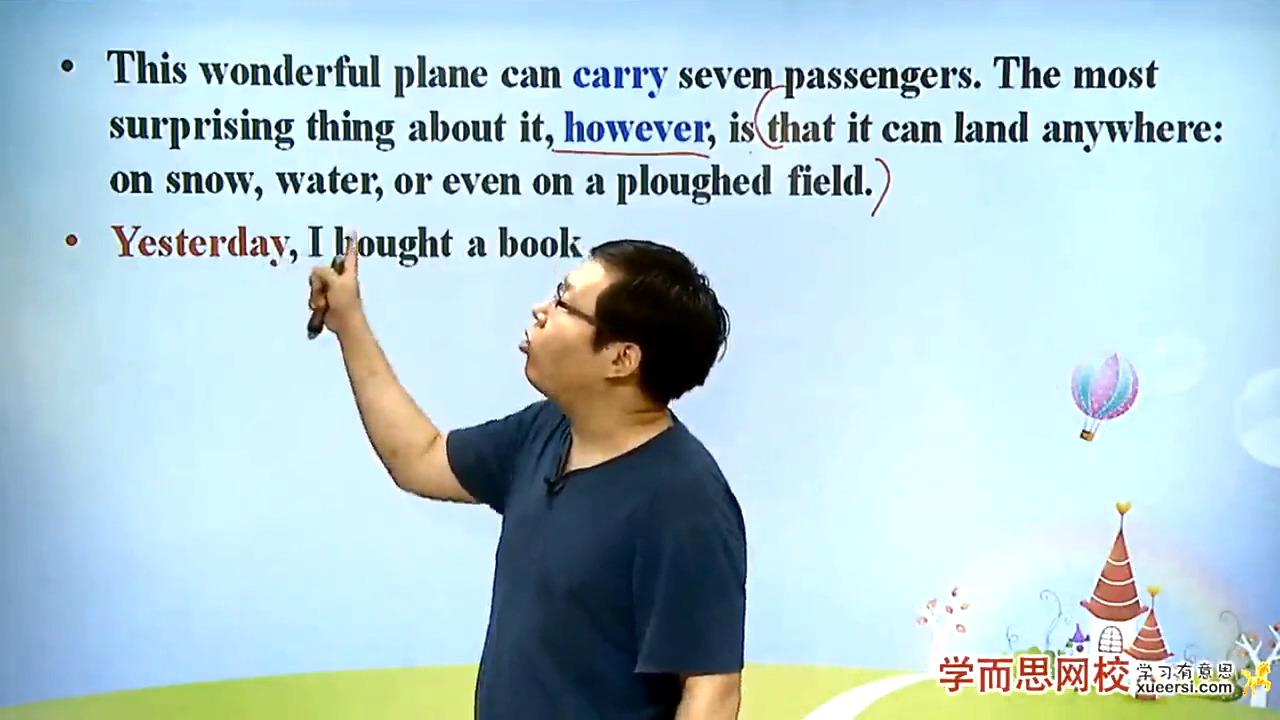 This wonderful plane can carry seven passengers. The most
surprising thing about it, however, is that it can land anywhere:
on snow, water, or even on a ploughed field.
Yesterday, I bought a book
学而思网校 学习有意思
xueersi.com